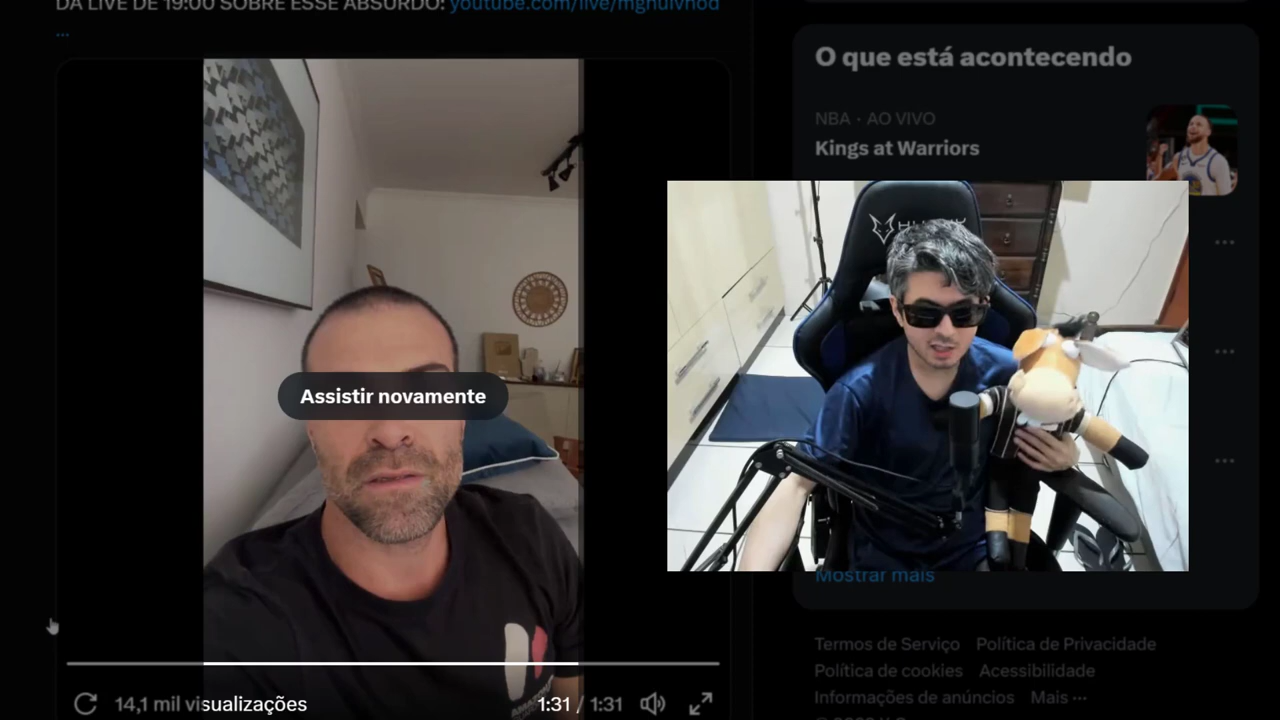 DA LIVE DE 19:00 SOBRE ESSE ABSURDO: youtube.com/live/mghulvhod
...
O que está acontecendo
NBA · AO VIVO
Kings at Warriors
Assistir novamente
Mostrar mais
14,1 mil visualizações
1:31 / 1:31
Termos de Serviço Política de Privacidade
Política de cookies Acessibilidade
Informações de anúncios Mais ···